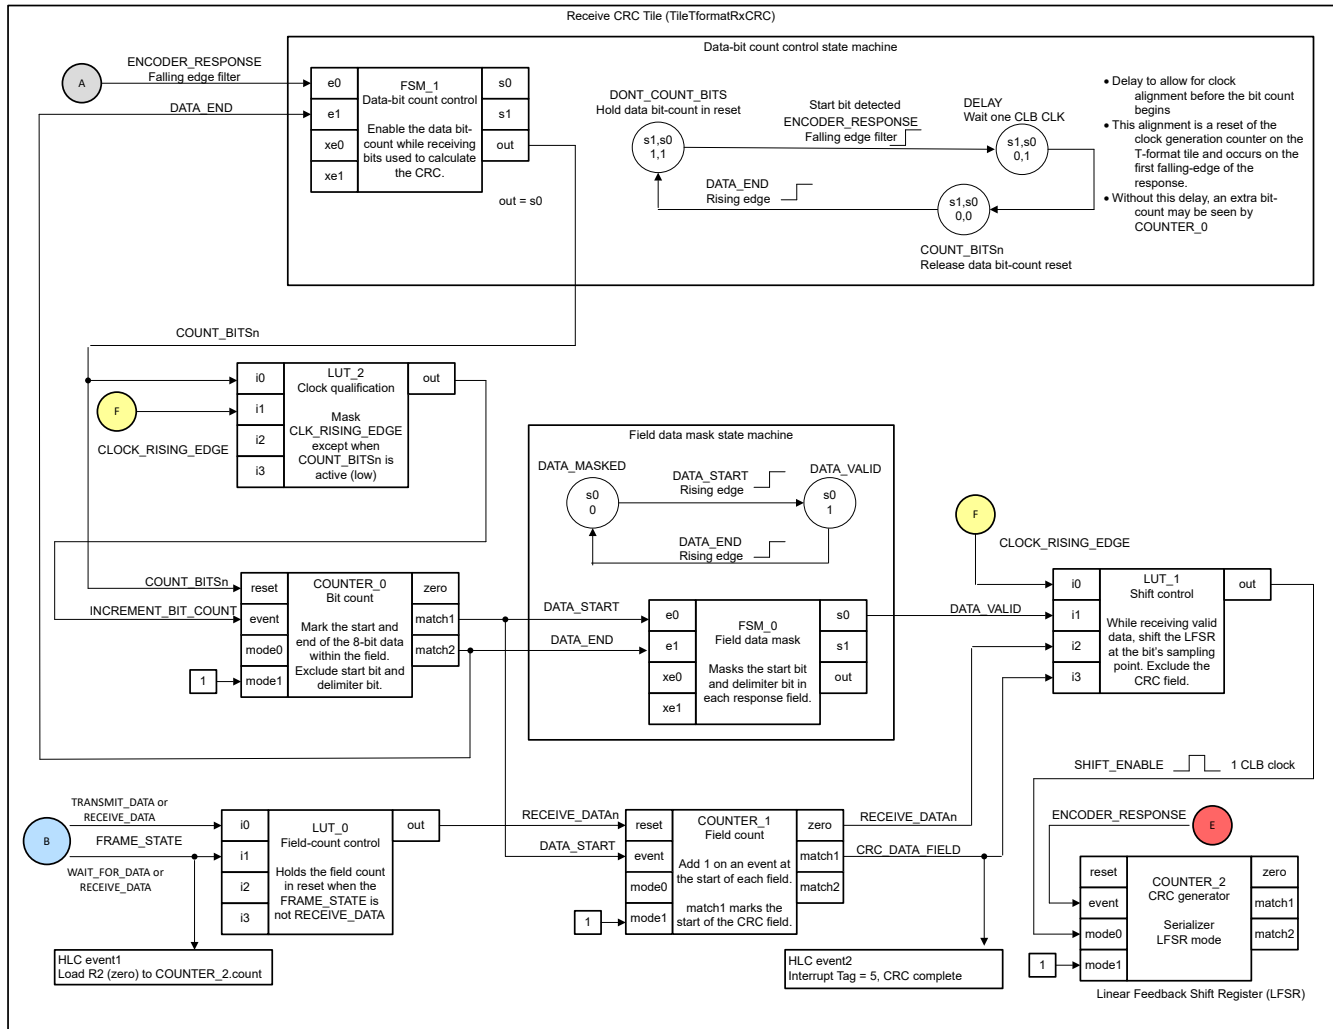 Receive CRC Tile (TileTformatRxCRC)
Data-bit count control state machine
A
ENCODER_RESPONSE
Falling edge filter
DATA_END
e0
e1
xe0
xe1
FSM_1
Data-bit count control
Enable the data bit-
count while receiving
bits used to calculate
the CRC.
s0
s1
out
out = s0
DONT_COUNT_BITS
Hold data bit-count in reset
s1,s0
1,1
Start bit detected
ENCODER_RESPONSE
Falling edge filter
DELAY
Wait one CLB CLK
s1,s0
0,1
DATA_END
Rising edge
s1,s0
0,0
COUNT_BITSn
Release data bit-count reset
• Delay to allow for clock
alignment before the bit count
begins
• This alignment is a reset of the
clock generation counter on the
T-format tile and occurs on the
first falling-edge of the
response.
• Without this delay, an extra bit-
count may be seen by
COUNTER_0
COUNT_BITSn
F
CLOCK_RISING_EDGE
i0
i1
i2
i3
LUT_2
Clock qualification
Mask
CLK_RISING_EDGE
except when
COUNT_BITSn is
active (low)
out
Field data mask state machine
DATA_MASKED
s0
0
DATA_START
Rising edge
DATA_VALID
s0
1
DATA_END
Rising edge
COUNT_BITSn
INCREMENT_BIT_COUNT
1
reset
event
mode0
mode1
COUNTER_0
Bit count
Mark the start and
end of the 8-bit data
within the field.
Exclude start bit and
delimiter bit.
zero
match1
match2
DATA_START
DATA_END
e0
e1
xe0
xe1
FSM_0
Field data mask
Masks the start bit
and delimiter bit in
each response field.
s0
s1
out
DATA_VALID
F
CLOCK_RISING_EDGE
i0
i1
i2
i3
LUT_1
Shift control
While receiving valid
data, shift the LFSR
at the bit's sampling
point. Exclude the
CRC field.
out
SHIFT_ENABLE
1 CLB clock
B
TRANSMIT_DATA or
RECEIVE_DATA
FRAME_STATE
WAIT_FOR_DATA or
RECEIVE_DATA
i0
i1
i2
i3
LUT_0
Field-count control
Holds the field count
in reset when the
FRAME_STATE is
not RECEIVE_DATA
out
RECEIVE_DATAn
DATA_START
1
reset
event
mode0
mode1
COUNTER_1
Field count
Add 1 on an event at
the start of each field.
match1 marks the
start of the CRC field.
zero
match1
match2
RECEIVE_DATAn
CRC_DATA_FIELD
ENCODER_RESPONSE
E
1
reset
event
mode0
mode1
COUNTER_2
CRC generator
Serializer
LFSR mode
zero
match1
match2
Linear Feedback Shift Register (LFSR)
HLC event1
Load R2 (zero) to COUNTER_2.count
HLC event2
Interrupt Tag = 5, CRC complete